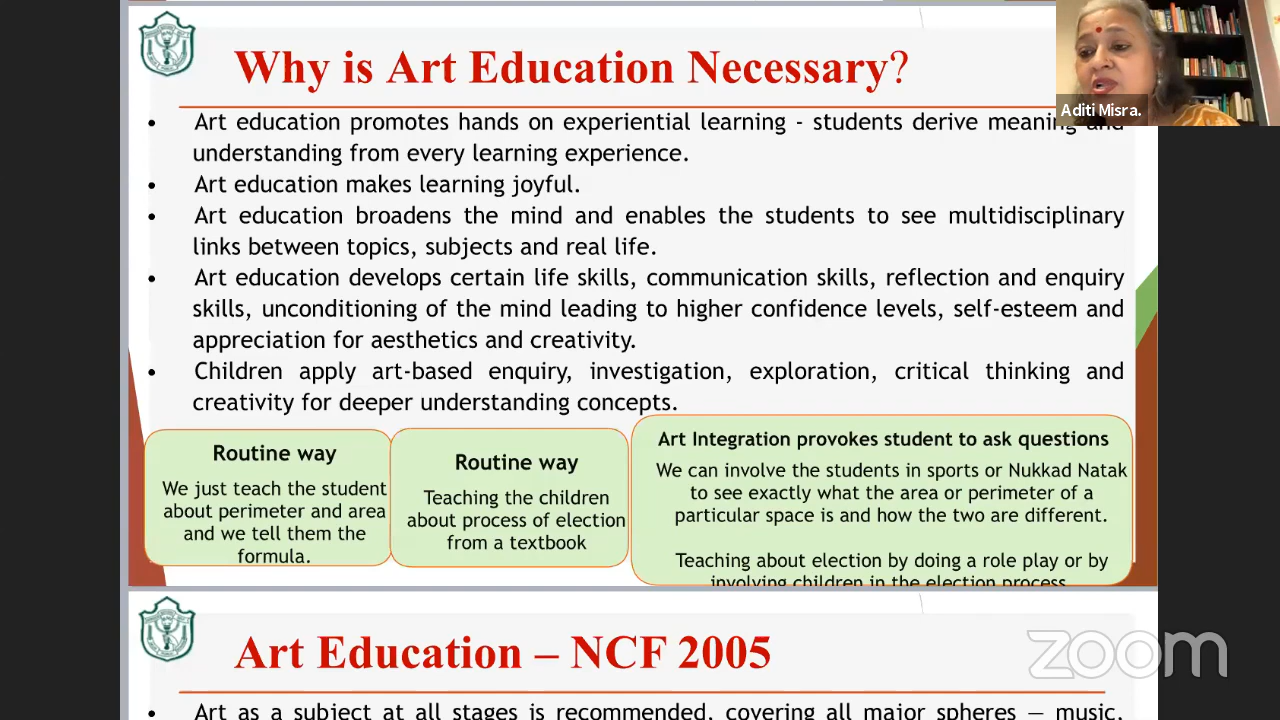 Why is Art Education Necessary?
Aditi Misra.
• Art education promotes hands on experiential learning - students derive meaning and
understanding from every learning experience.
• Art education makes learning joyful.
• Art education broadens the mind and enables the students to see multidisciplinary
links between topics, subjects and real life.
• Art education develops certain life skills, communication skills, reflection and enquiry
skills, unconditioning of the mind leading to higher confidence levels, self-esteem and
appreciation for aesthetics and creativity.
• Children apply art-based enquiry, investigation, exploration, critical thinking and
creativity for deeper understanding concepts.
Routine way
We just teach the student
about perimeter and area
and we tell them the
formula.
Routine way
Teaching the children
about process of election
from a textbook
Art Integration provokes student to ask questions
We can involve the students in sports or Nukkad Natak
to see exactly what the area or perimeter of a
particular space is and how the two are different.
Teaching about election by doing a role play or by
involving children in the election process
Art Education – NCF 2005
zoom
• Art as a subject at all stages is recommended, covering all major spheres — music,